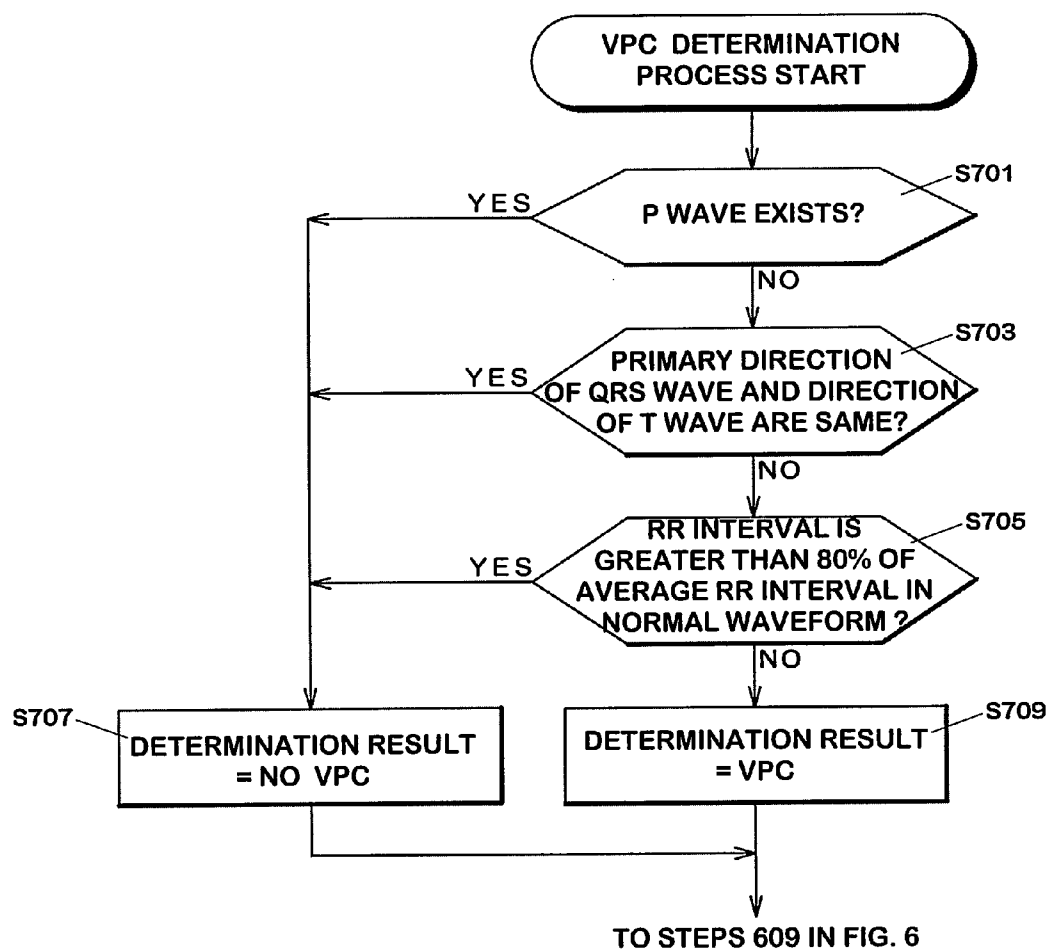 VPC DETERMINATION
PROCESS START
S701
YES
P WAVE EXISTS?
NO
S703
PRIMARY DIRECTION
YES
OF QRS WAVE AND DIRECTION
OF T WAVE ARE SAME?
NO
S705
RR INTERVAL IS
GREATER THAN 80% OF
YES
AVERAGE RR INTERVAL IN
NORMAL WAVEFORM ?
NO
S707
DETERMINATION RESULT
= NO VPC
S709
DETERMINATION RESULT
= VPC
TO STEPS 609 IN FIG. 6